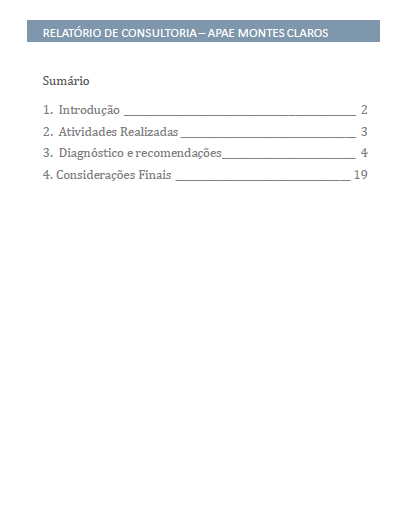 RELATÓRIO DE CONSULTORIA – APAE MONTES CLAROS
Sumário
1. Introdução ________________________________________ 2
2. Atividades Realizadas ______________________________ 3
3. Diagnóstico e recomendações_______________________ 4
4. Considerações Finais ______________________________ 19